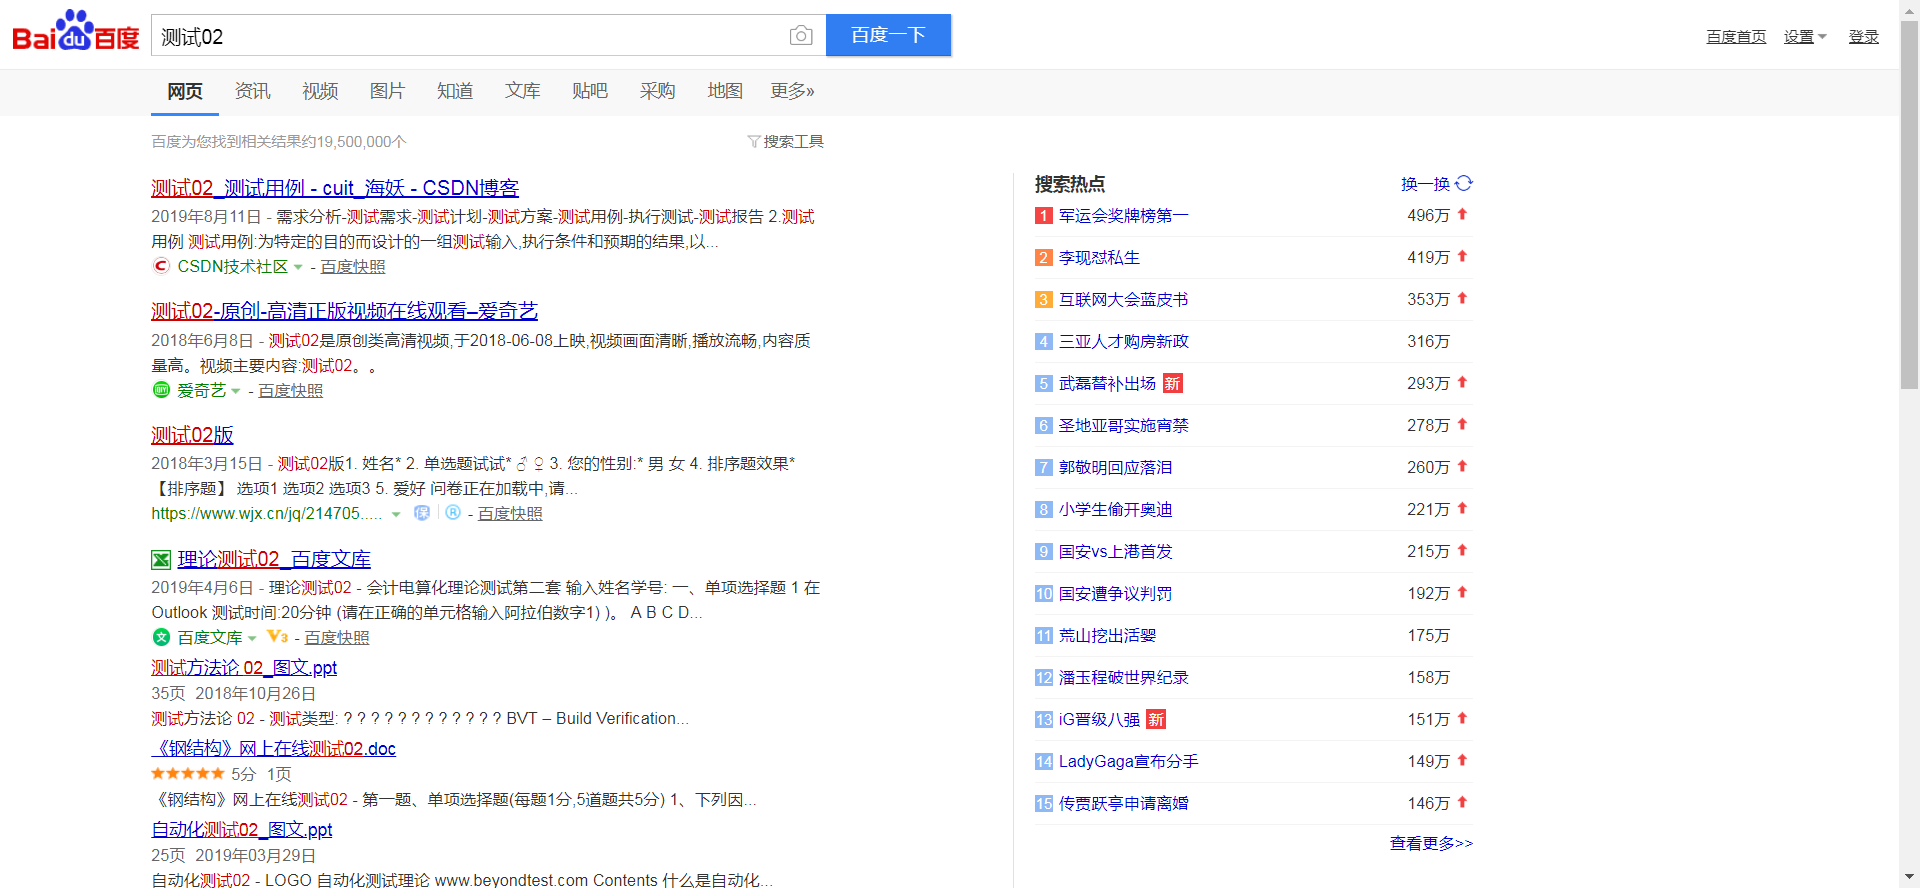 Bai du 百度
测试02
百度一下
百度首页 设置 登录
网页 资讯 视频 图片 知道 文库 贴吧 采购 地图 更多»
百度为您找到相关结果约19,500,000个
搜索工具
测试02_测试用例 - cuit_海妖 - CSDN博客
2019年8月11日 - 需求分析-测试需求-测试计划-测试方案-测试用例-执行测试-测试报告 2.测试
用例 测试用例:为特定的目的而设计的一组测试输入,执行条件和预期的结果,以...
CSDN技术社区 - 百度快照
测试02-原创-高清正版视频在线观看–爱奇艺
2018年6月8日 - 测试02是原创类高清视频,于2018-06-08上映,视频画面清晰,播放流畅,内容质
量高。视频主要内容:测试02。。
爱奇艺 - 百度快照
测试02版
2018年3月15日 - 测试02版1. 姓名* 2. 单选题试试* ♂ ♀ 3. 您的性别:* 男 女 4. 排序题效果*
【排序题】 选项1 选项2 选项3 5. 爱好 问卷正在加载中,请...
https://www.wjx.cn/jq/214705..... 保 ® - 百度快照
理论测试02_百度文库
2019年4月6日 - 理论测试02 - 会计电算化理论测试第二套 输入姓名学号: 一、单项选择题 1 在
Outlook 测试时间:20分钟 (请在正确的单元格输入阿拉伯数字1) )。 A B C D...
百度文库 V3 - 百度快照
测试方法论 02_图文.ppt
35页 2018年10月26日
测试方法论 02 - 测试类型: ? ? ? ? ? ? ? ? ? ? ? ? BVT – Build Verification...
《钢结构》网上在线测试02.doc
5分 1页
《钢结构》网上在线测试02 - 第一题、单项选择题(每题1分,5道题共5分) 1、下列因...
自动化测试02_图文.ppt
25页 2019年03月29日
自动化测试02 - LOGO 自动化测试理论 www.beyondtest.com Contents 什么是自动化...
搜索热点 换一换
1 军运会奖牌榜第一 496万
2 李现怼私生 419万
3 互联网大会蓝皮书 353万
4 三亚人才购房新政 316万
5 武磊替补出场 新 293万
6 圣地亚哥实施宵禁 278万
7 郭敬明回应落泪 260万
8 小学生偷开奥迪 221万
9 国安vs上港首发 215万
10 国安遭争议判罚 192万
11 荒山挖出活婴 175万
12 潘玉程破世界纪录 158万
13 iG晋级八强 新 151万
14 LadyGaga宣布分手 149万
15 传贾跃亭申请离婚 146万
查看更多>>